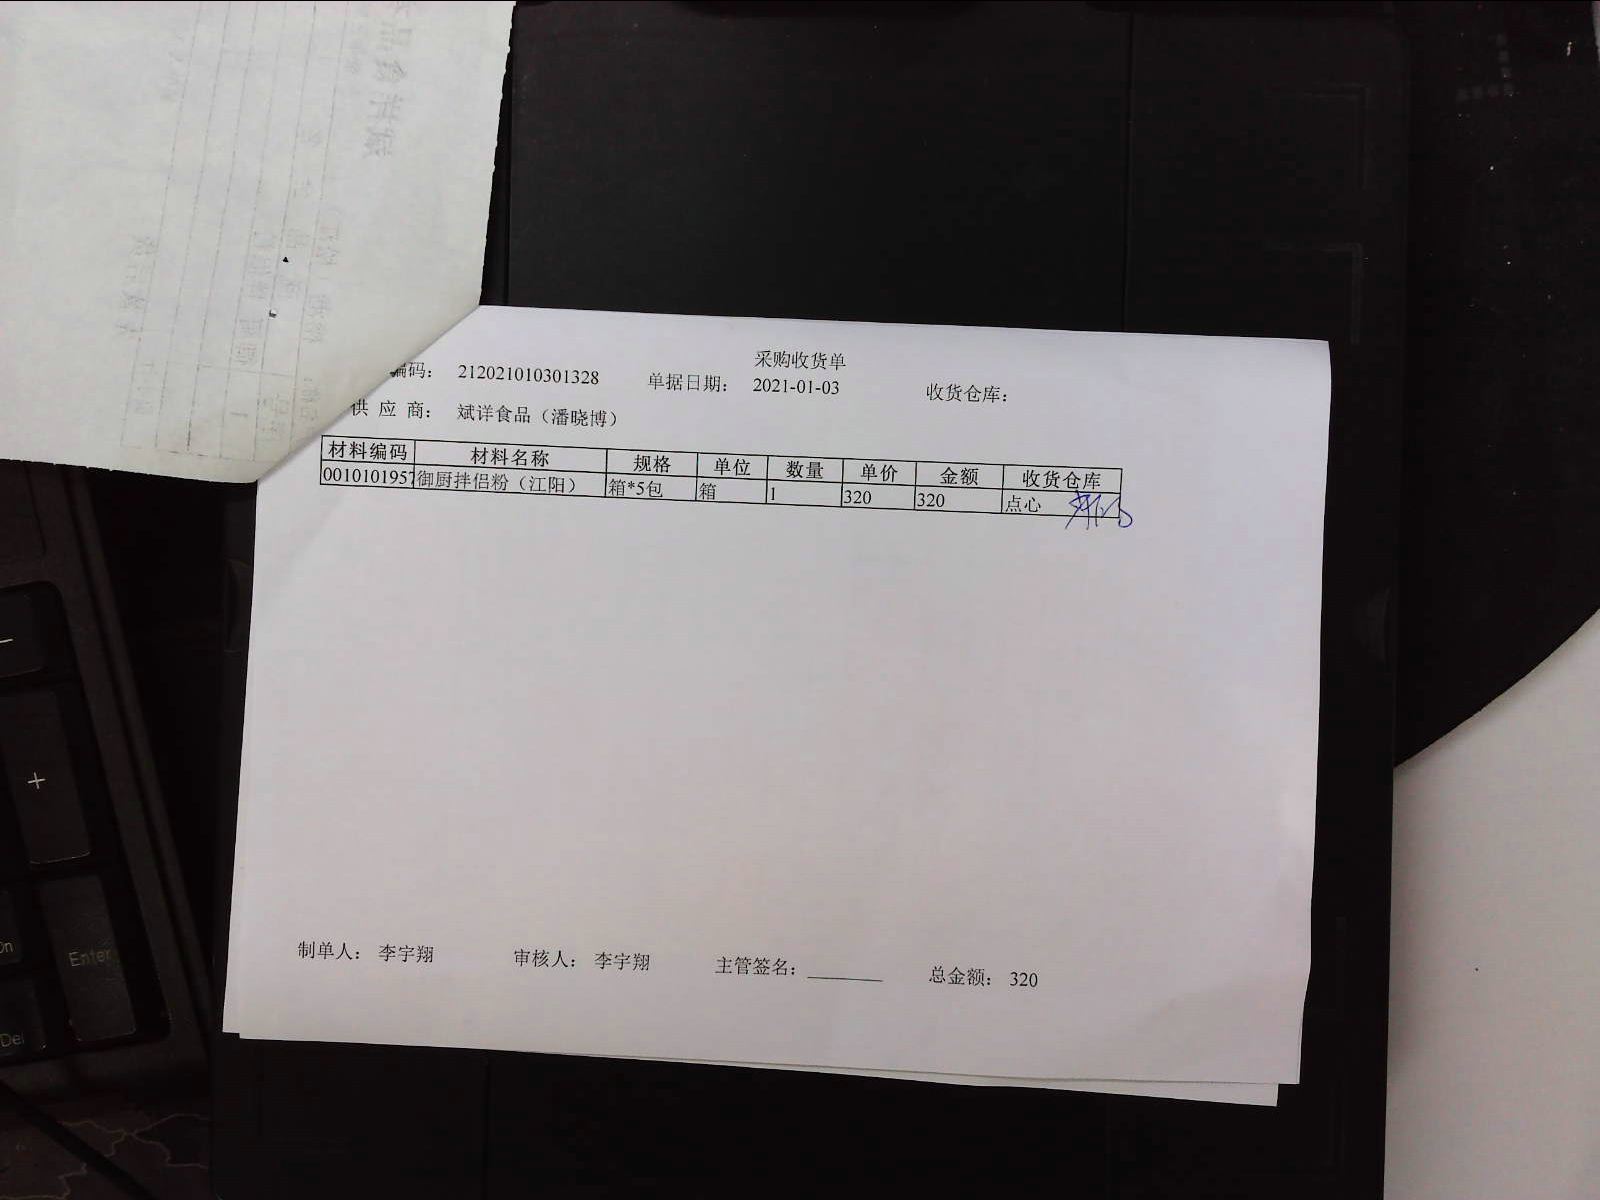 采购收货单
编码： 212021010301328 单据日期： 2021-01-03 收货仓库：
供 应 商： 斌洋食品（潘晓博）
材料编码 材料名称 规格 单位 数量 单价 金额 收货仓库
0010101957 御厨拌侣粉（江阳） 箱*5包 箱 1 320 320 点心
制单人： 李宇翔 审核人： 李宇翔 主管签名： 总金额： 320
+
Enter
Del